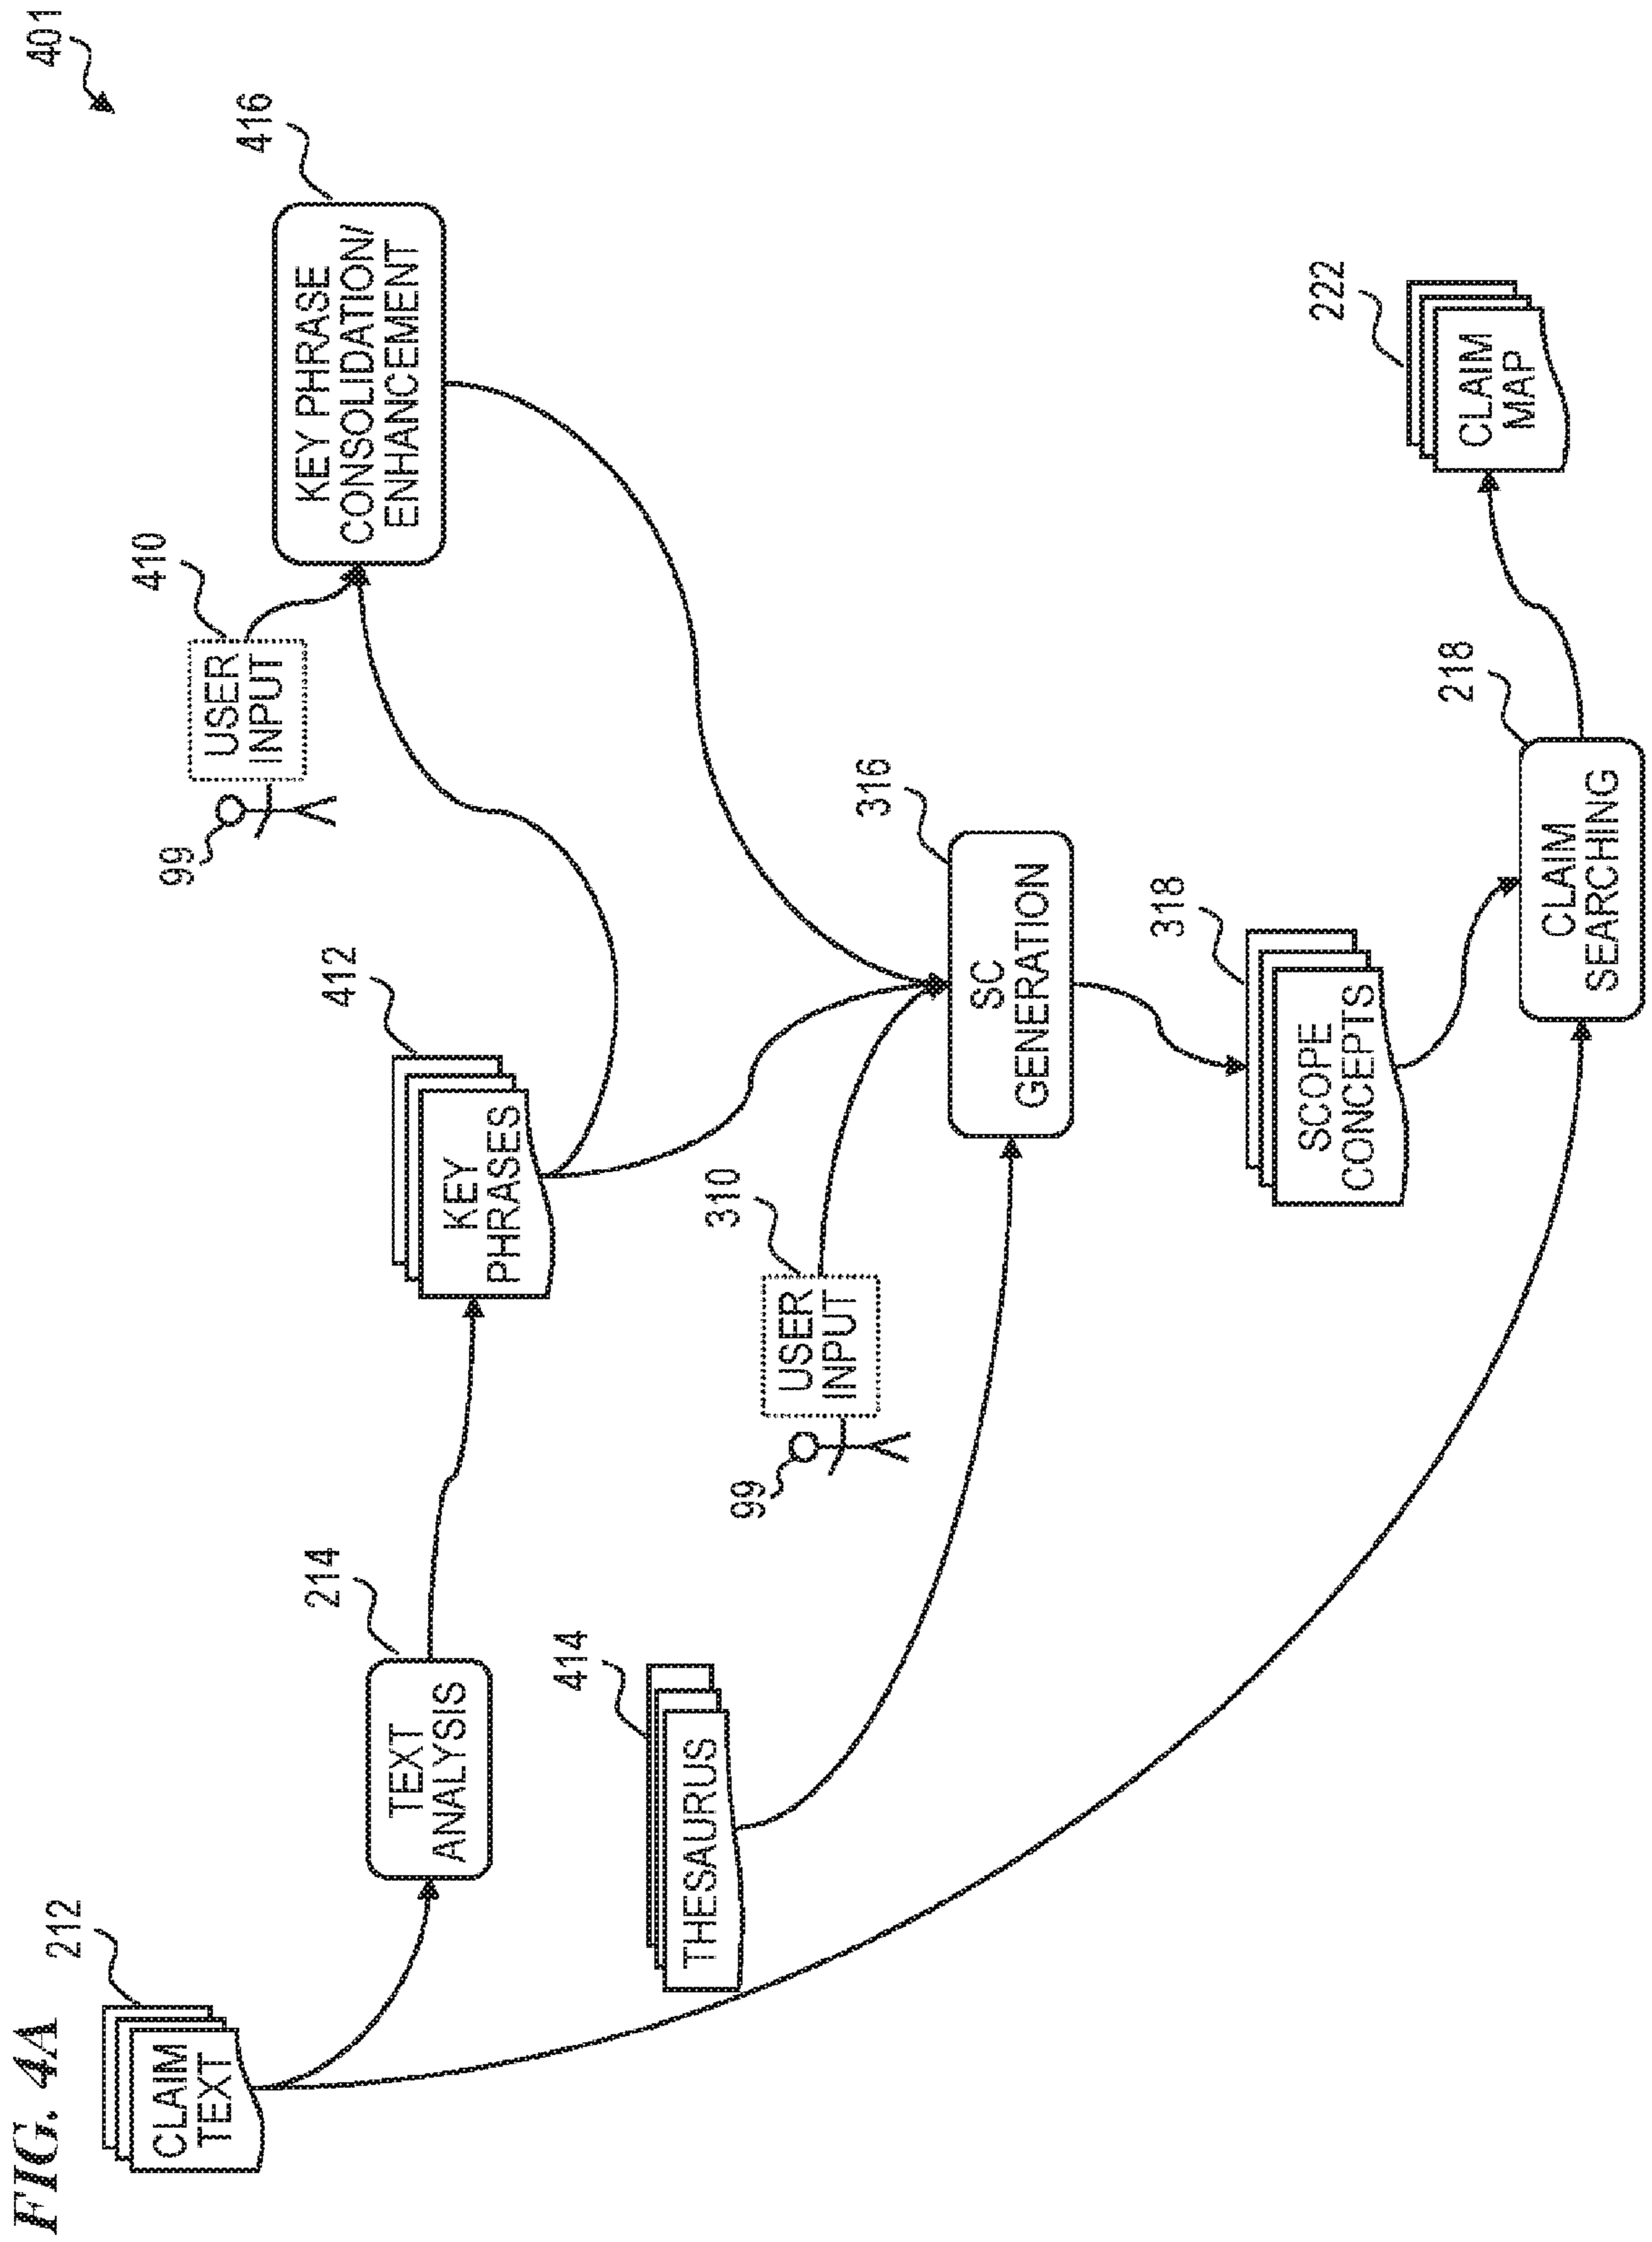 FIG. 4A
401
212
CLAIM
TEXT
214
TEXT
ANALYSIS
412
KEY
PHRASES
99
USER
INPUT
410
416
KEY PHRASE
CONSOLIDATION/
ENHANCEMENT
414
THESAURUS
99
USER
INPUT
310
316
SC
GENERATION
318
SCOPE
CONCEPTS
218
CLAIM
SEARCHING
222
CLAIM
MAP